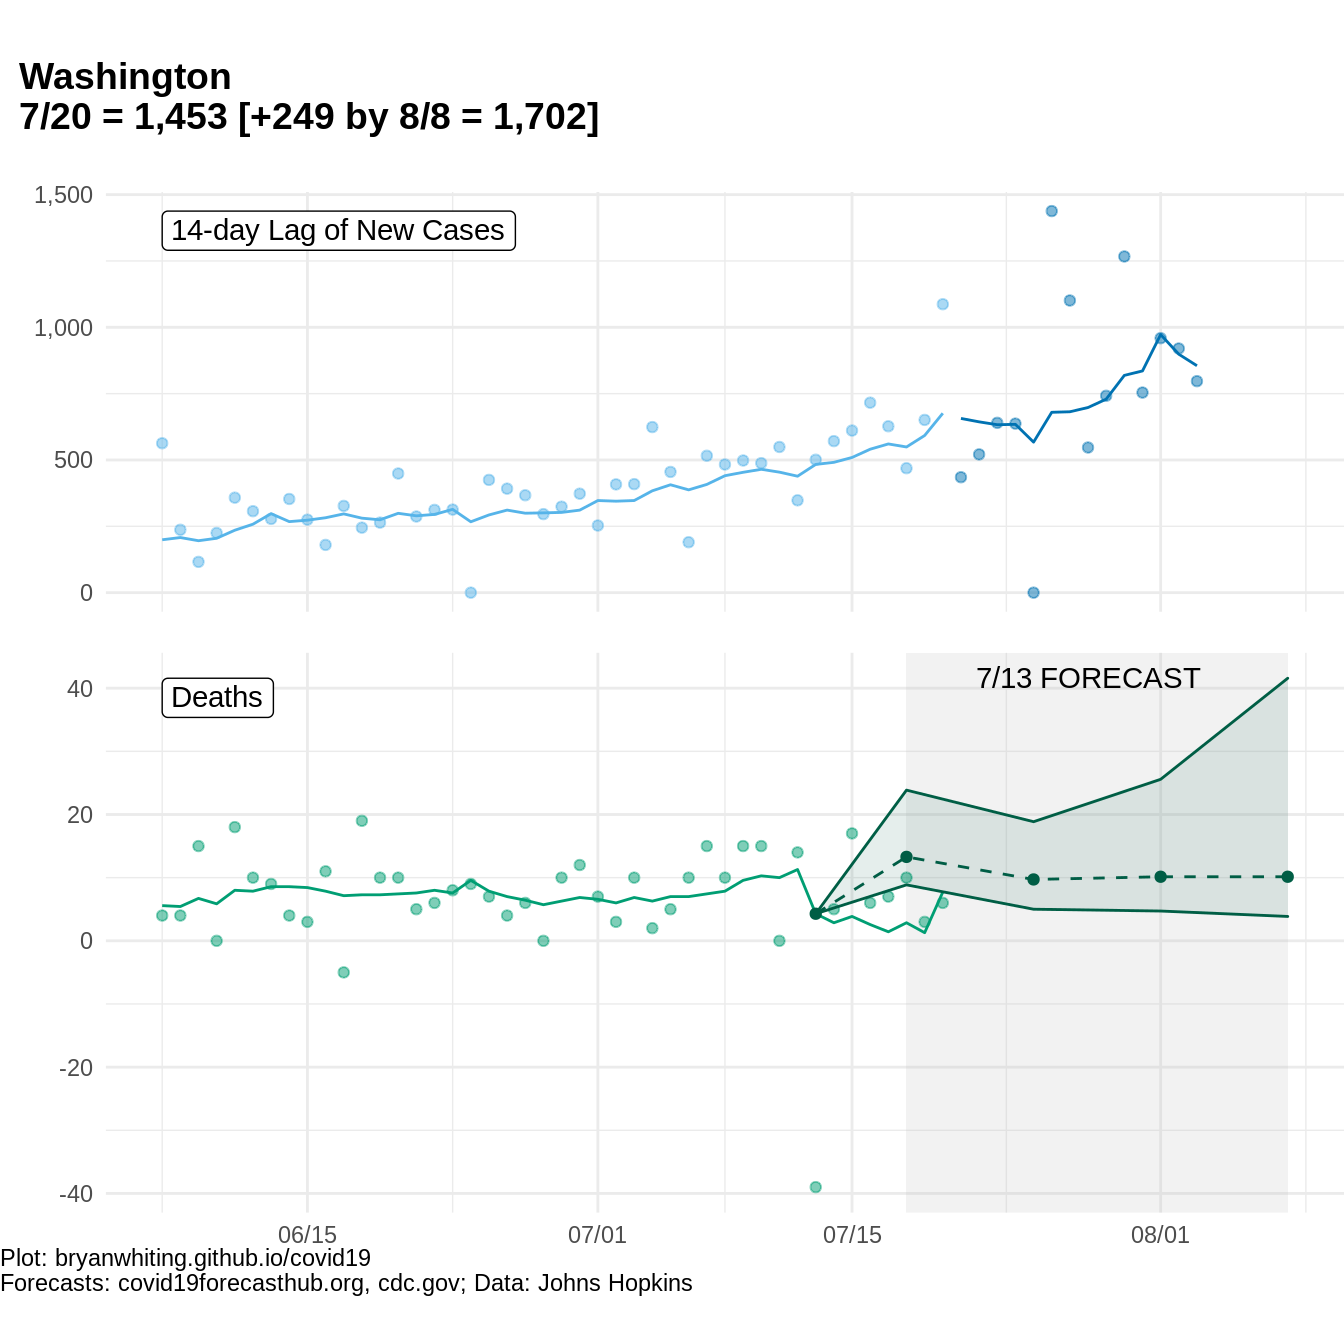 Washington
7/20 = 1,453 [+249 by 8/8 = 1,702]
1,500
14-day Lag of New Cases
1,000
500
0
7/13 FORECAST
40
Deaths
20
0
-20
-40
06/15 07/01 07/15 08/01
Plot: bryanwhiting.github.io/covid19
Forecasts: covid19forecasthub.org, cdc.gov; Data: Johns Hopkins